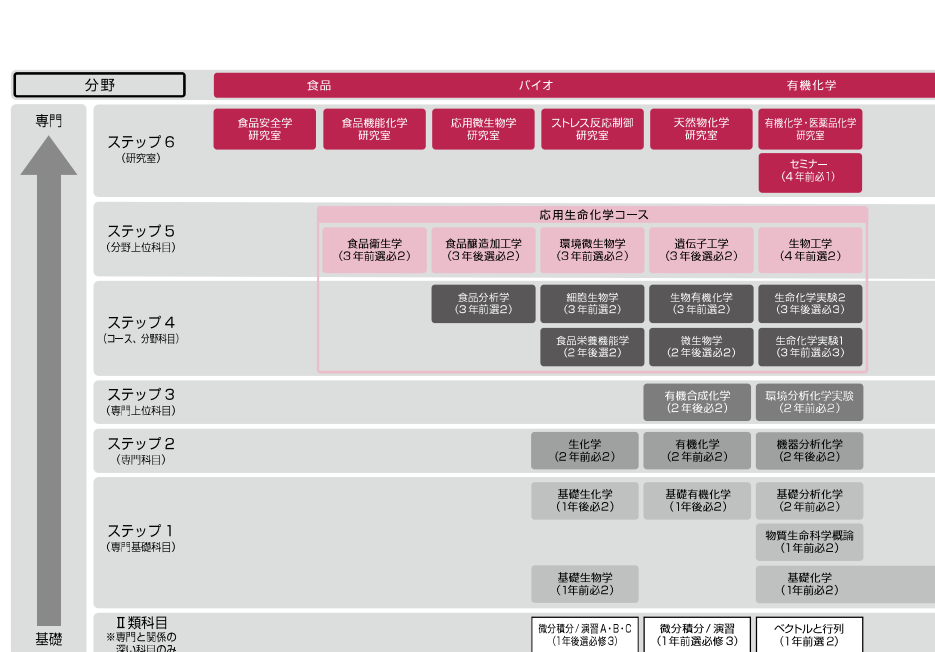 分野
食品 バイオ 有機化学
専門
ステップ6
(研究室)
食品安全学
研究室
食品機能化学
研究室
応用微生物学
研究室
ストレス反応制御
研究室
天然物化学
研究室
有機化学・医薬品化学
研究室
セミナー
(4年前必1)
ステップ5
(分野上位科目)
応用生命化学コース
食品衛生学
(3年前選必2)
食品醸造加工学
(3年後選必2)
環境微生物学
(3年前選必2)
遺伝子工学
(3年後選必2)
生物工学
(4年前選2)
ステップ4
(コース、分野科目)
食品分析学
(3年前選2)
細胞生物学
(3年前選2)
生物有機化学
(3年前選2)
生命化学実験2
(3年後選必3)
食品栄養機能学
(2年後選2)
微生物学
(2年後選必2)
生命化学実験1
(3年前選必3)
ステップ3
(専門上位科目)
有機合成化学
(2年後必2)
環境分析化学実験
(2年前必2)
ステップ2
(専門科目)
生化学
(2年前必2)
有機化学
(2年前必2)
機器分析化学
(2年後必2)
ステップ1
(専門基礎科目)
基礎生化学
(1年後必2)
基礎有機化学
(1年後必2)
基礎分析化学
(2年前必2)
物質生命科学概論
(1年前必2)
基礎生物学
(1年前必2)
基礎化学
(1年前必2)
基礎
Ⅱ類科目
※専門と関係の
深い科目のみ
微分積分/演習A・B・C
(1年後選必修3)
微分積分/演習
(1年前選必修3)
ベクトルと行列
(1年前選2)